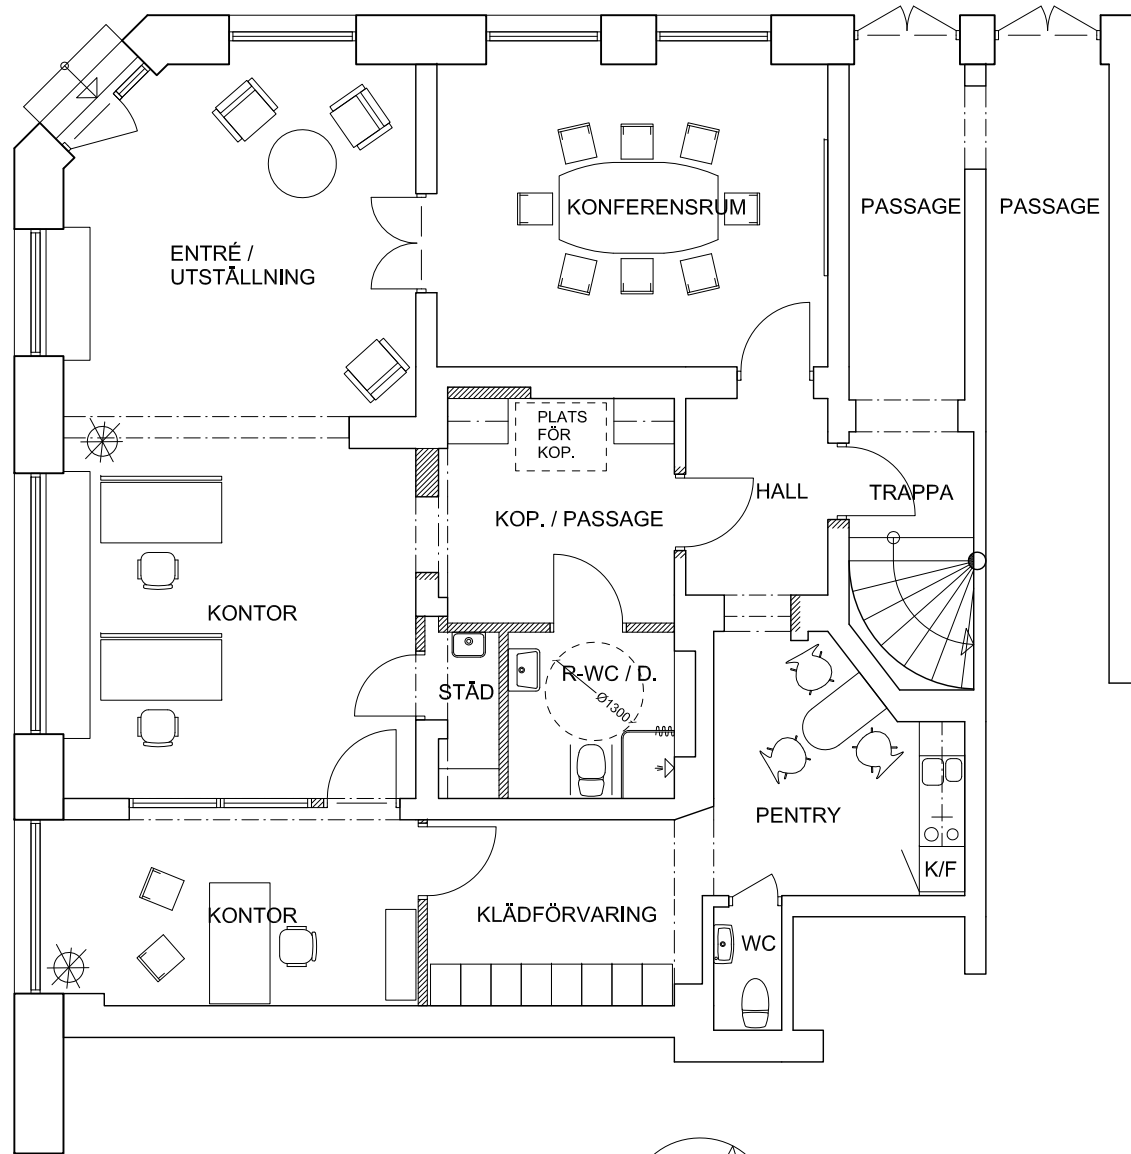 KONFERENSRUM
PASSAGE
PASSAGE
ENTRÉ /
UTSTÄLLNING
PLATS
FÖR
KOP.
HALL
TRAPPA
KOP. / PASSAGE
KONTOR
STÄD
R-WC / D.
Ø1300
PENTRY
K/F
KONTOR
KLÄDFÖRVARING
WC